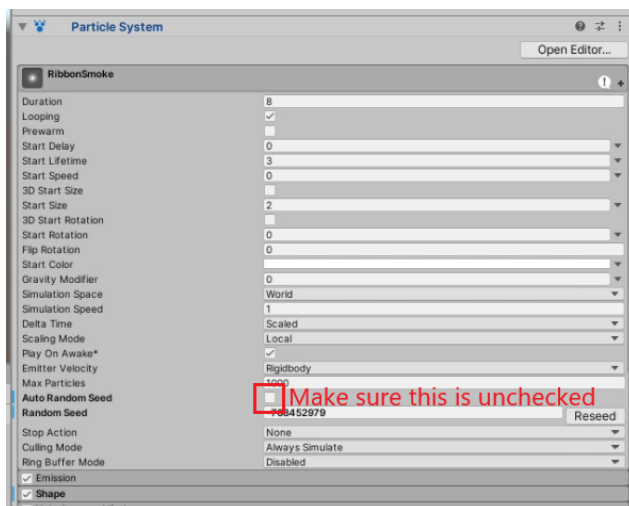 Particle System
Open Editor...
RibbonSmoke
Duration 8
Looping
Prewarm
Start Delay 0
Start Lifetime 3
Start Speed 0
3D Start Size
Start Size 2
3D Start Rotation
Start Rotation 0
Flip Rotation 0
Start Color
Gravity Modifier 0
Simulation Space World
Simulation Speed 1
Delta Time Scaled
Scaling Mode Local
Play On Awake*
Emitter Velocity Rigidbody
Max Particles 1000
Auto Random Seed Make sure this is unchecked
Random Seed Reseed
Stop Action None
Culling Mode Always Simulate
Ring Buffer Mode Disabled
Emission
Shape